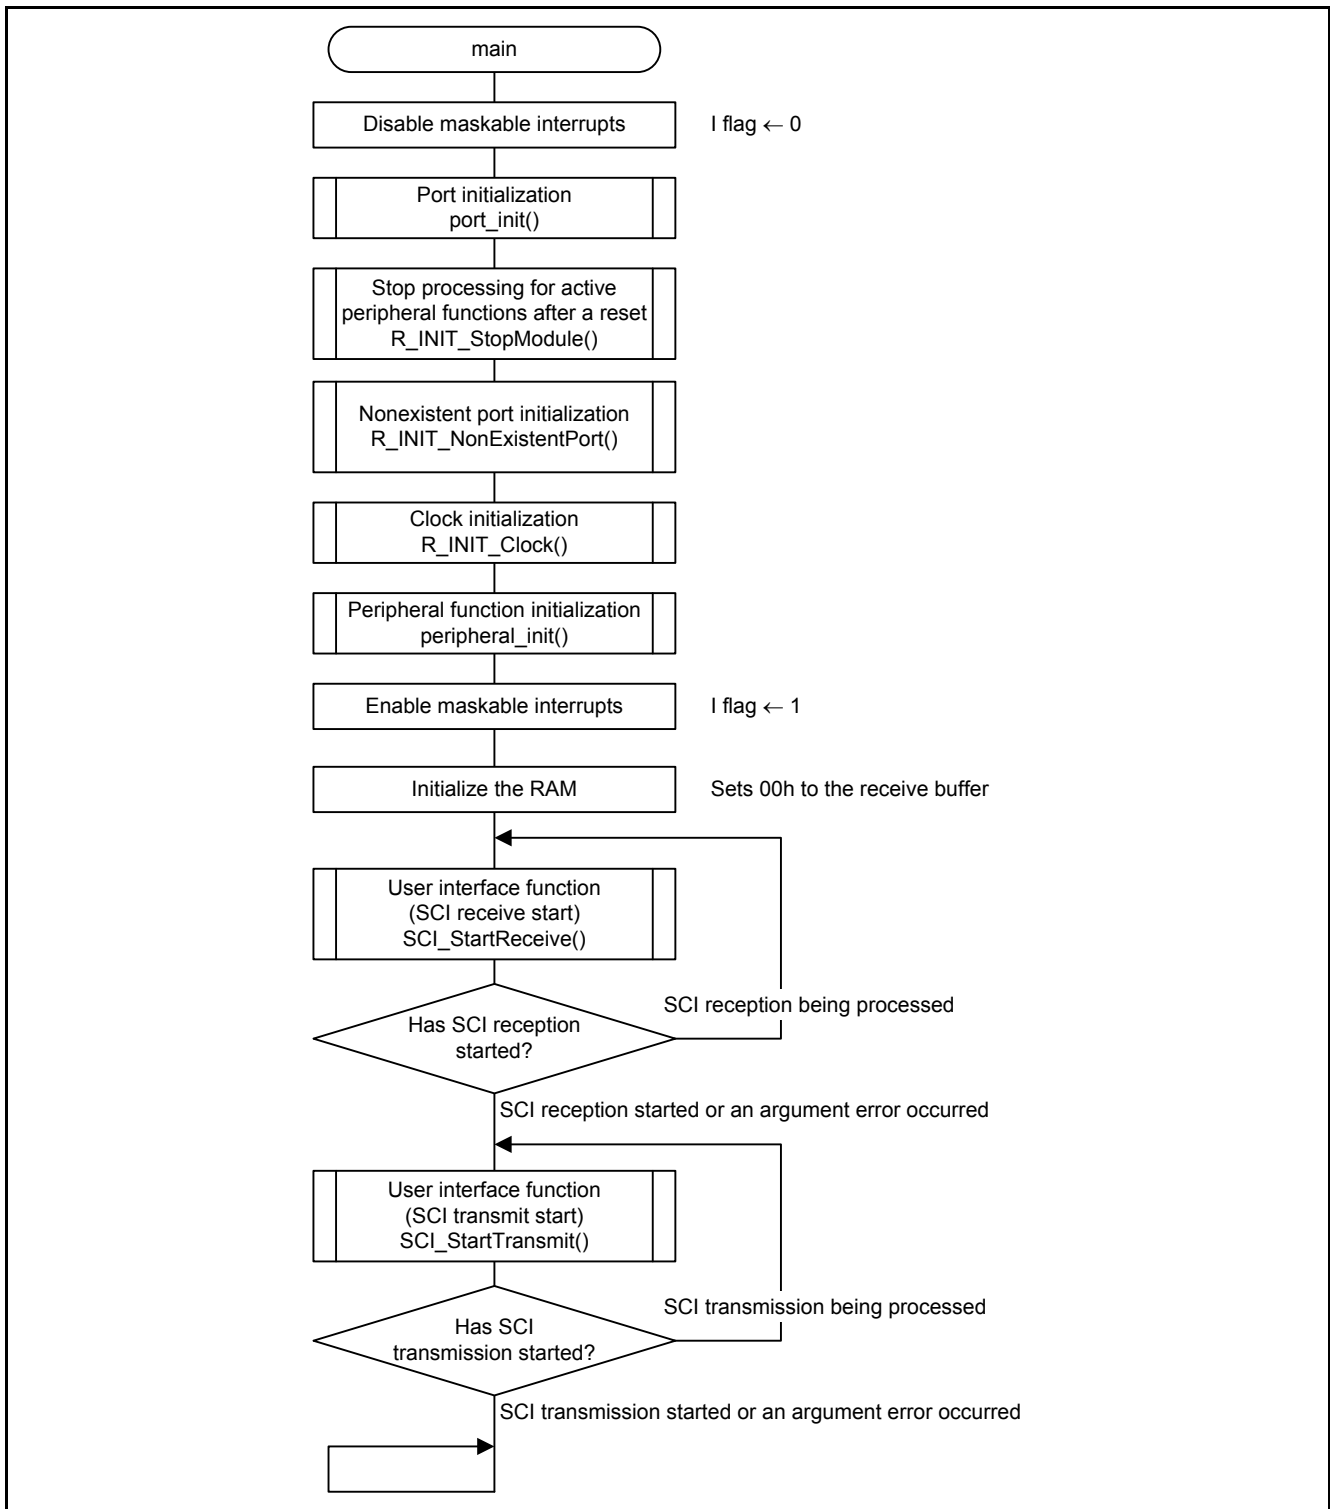 main
Disable maskable interrupts
I flag ← 0
Port initialization
port_init()
Stop processing for active
peripheral functions after a reset
R_INIT_StopModule()
Nonexistent port initialization
R_INIT_NonExistentPort()
Clock initialization
R_INIT_Clock()
Peripheral function initialization
peripheral_init()
Enable maskable interrupts
I flag ← 1
Initialize the RAM
Sets 00h to the receive buffer
User interface function
(SCI receive start)
SCI_StartReceive()
SCI reception being processed
Has SCI reception
started?
SCI reception started or an argument error occurred
User interface function
(SCI transmit start)
SCI_StartTransmit()
SCI transmission being processed
Has SCI
transmission started?
SCI transmission started or an argument error occurred